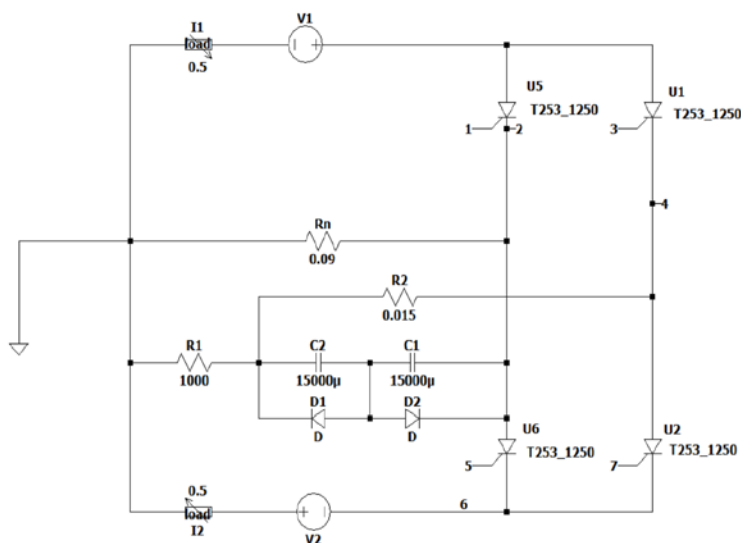 I1
V1
load
0.5
U5
T253_1250
U1
T253_1250
1
2
3
4
Rn
0.09
R2
0.015
R1
1000
C2
15000µ
C1
15000µ
D1
D
D2
D
U6
T253_1250
U2
T253_1250
5
7
0.5
load
I2
V2
6